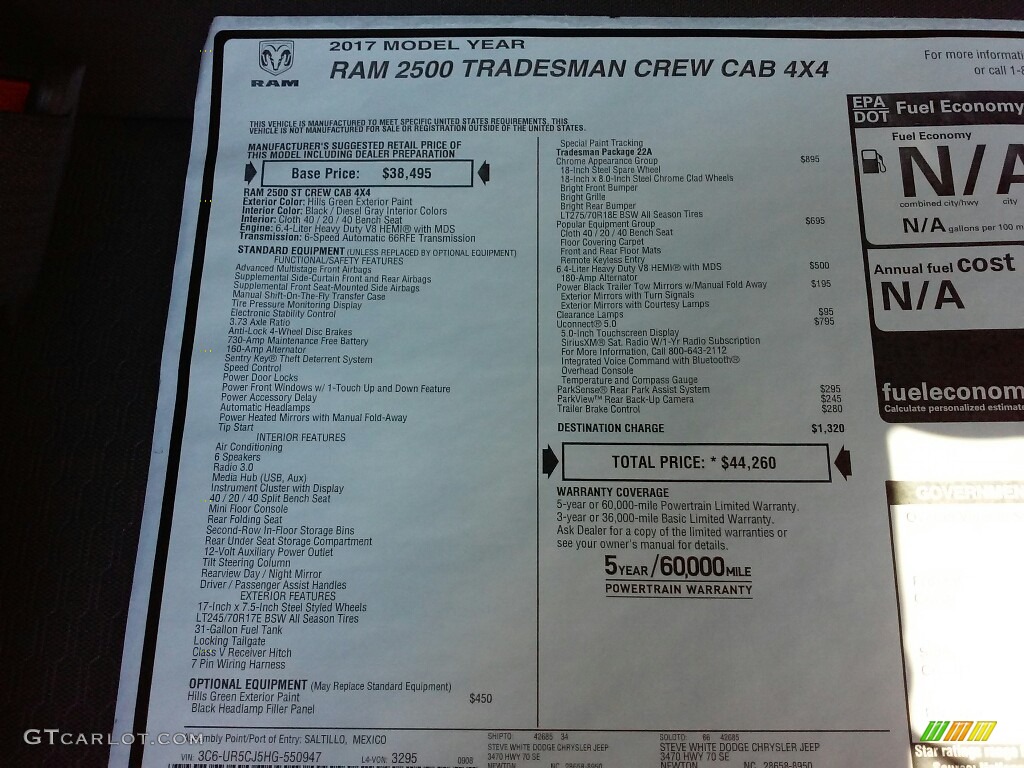 2017 MODEL YEAR
RAM 2500 TRADESMAN CREW CAB 4X4
RAM
For more informati
or call 1-8
THIS VEHICLE IS MANUFACTURED TO MEET SPECIFIC UNITED STATES REQUIREMENTS. THIS
VEHICLE IS NOT MANUFACTURED FOR SALE OR REGISTRATION OUTSIDE OF THE UNITED STATES.
MANUFACTURER'S SUGGESTED RETAIL PRICE OF
THIS MODEL INCLUDING DEALER PREPARATION
Base Price: $38,495
RAM 2500 ST CREW CAB 4X4
Exterior Color: Hills Green Exterior Paint
Interior Color: Black / Diesel Gray Interior Colors
Interior: Cloth 40 / 20 / 40 Bench Seat
Engine: 6.4-Liter Heavy Duty V8 HEMI® with MDS
Transmission: 6-Speed Automatic 66RFE Transmission
STANDARD EQUIPMENT (UNLESS REPLACED BY OPTIONAL EQUIPMENT)
FUNCTIONAL/SAFETY FEATURES
Advanced Multistage Front Airbags
Supplemental Side-Curtain Front and Rear Airbags
Supplemental Front Seat-Mounted Side Airbags
Manual Shift-On-The-Fly Transfer Case
Tire Pressure Monitoring Display
Electronic Stability Control
3.73 Axle Ratio
Anti-Lock 4-Wheel Disc Brakes
730-Amp Maintenance Free Battery
160-Amp Alternator
Sentry Key® Theft Deterrent System
Speed Control
Power Door Locks
Power Front Windows w/ 1-Touch Up and Down Feature
Power Accessory Delay
Automatic Headlamps
Power Heated Mirrors with Manual Fold-Away
Tip Start
INTERIOR FEATURES
Air Conditioning
6 Speakers
Radio 3.0
Media Hub (USB, Aux)
Instrument Cluster with Display
40 / 20 / 40 Split Bench Seat
Mini Floor Console
Rear Folding Seat
Second-Row In-Floor Storage Bins
Rear Under Seat Storage Compartment
12-Volt Auxiliary Power Outlet
Tilt Steering Column
Rearview Day / Night Mirror
Driver / Passenger Assist Handles
EXTERIOR FEATURES
17-Inch x 7.5-Inch Steel Styled Wheels
LT245/70R17E BSW All Season Tires
31-Gallon Fuel Tank
Locking Tailgate
Class V Receiver Hitch
7 Pin Wiring Harness
OPTIONAL EQUIPMENT (May Replace Standard Equipment)
Hills Green Exterior Paint $450
Black Headlamp Filler Panel
Special Paint Tracking
Tradesman Package 22A
Chrome Appearance Group $895
18-Inch Steel Spare Wheel
18-Inch x 8.0-Inch Steel Chrome Clad Wheels
Bright Front Bumper
Bright Grille
Bright Rear Bumper
LT275/70R18E BSW All Season Tires
Popular Equipment Group $695
Cloth 40 / 20 / 40 Bench Seat
Floor Covering Carpet
Front and Rear Floor Mats
Remote Keyless Entry
6.4-Liter Heavy Duty V8 HEMI® with MDS $500
180-Amp Alternator
Power Black Trailer Tow Mirrors w/Manual Fold Away $195
Exterior Mirrors with Turn Signals
Exterior Mirrors with Courtesy Lamps
Clearance Lamps $95
Uconnect® 5.0 $795
5.0-Inch Touchscreen Display
SiriusXM® Sat. Radio W/1-Yr Radio Subscription
For More Information, Call 800-643-2112
Integrated Voice Command with Bluetooth®
Overhead Console
Temperature and Compass Gauge
ParkSense® Rear Park Assist System $295
ParkView™ Rear Back-Up Camera $245
Trailer Brake Control $280
DESTINATION CHARGE $1,320
TOTAL PRICE: * $44,260
WARRANTY COVERAGE
5-year or 60,000-mile Powertrain Limited Warranty.
3-year or 36,000-mile Basic Limited Warranty.
Ask Dealer for a copy of the limited warranties or
see your owner's manual for details.
5 YEAR / 60,000 MILE
POWERTRAIN WARRANTY
EPA
DOT Fuel Economy
Fuel Economy
N/A
combined city/hwy city
N/A gallons per 100 m
Annual fuel cost
N/A
fueleconom
Calculate personalized estimate
GOVERNMEN
Star ratings range
Assembly Point/Port of Entry: SALTILLO, MEXICO
VIN: 3C6-UR5CJ5HG-550947 L4-VON: 3295 0908
SHIPTO: 42685 34
STEVE WHITE DODGE CHRYSLER JEEP
3470 HWY 70 SE
NEWTON NC 28658-8950
SOLDTO: 66 42685
STEVE WHITE DODGE CHRYSLER JEEP
3470 HWY 70 SE
NEWTON NC 28658-8950
GTcarlot.com